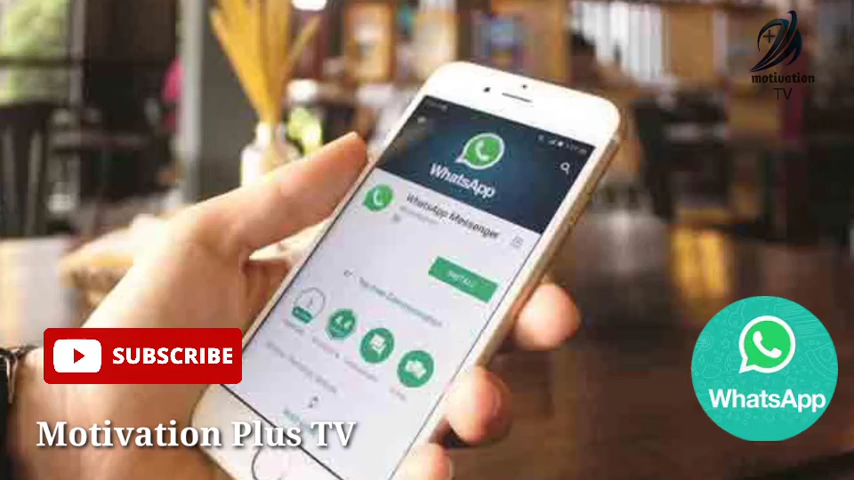 motivation
TV
WhatsApp
WhatsApp Messenger
INSTALL
SUBSCRIBE
WhatsApp
Motivation Plus TV